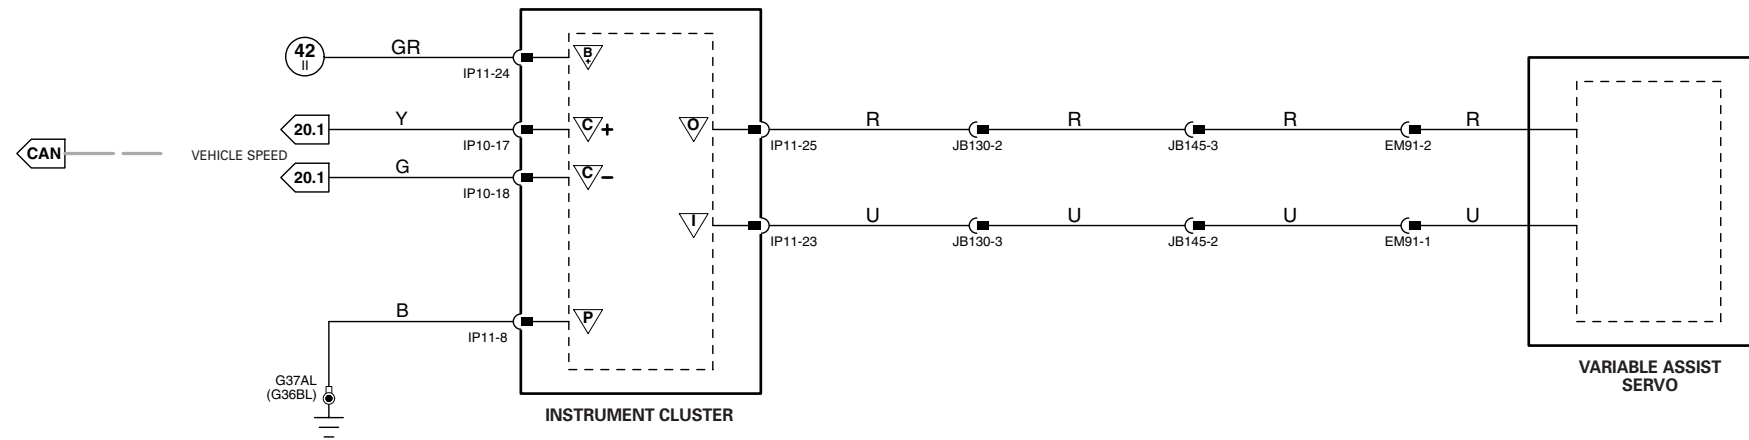 42
II
GR
IP11-24
B
+
20.1
Y
IP10-17
C +
CAN
VEHICLE SPEED
20.1
G
IP10-18
C –
O
IP11-25
R
JB130-2
R
JB145-3
R
EM91-2
R
I
IP11-23
U
JB130-3
U
JB145-2
U
EM91-1
U
B
IP11-8
P
G37AL
(G36BL)
INSTRUMENT CLUSTER
VARIABLE ASSIST
SERVO